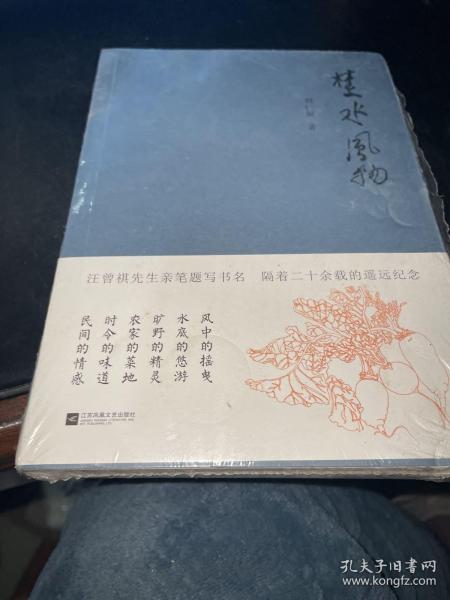 桂水风物
著
汪曾祺先生亲笔题写书名 隔着二十余载的遥远纪念
风中的摇曳
水底的悠游
旷野的精灵
农家的菜地
时令的味道
民间的情感
江苏凤凰文艺出版社
孔夫子旧书网
www.kongfz.com